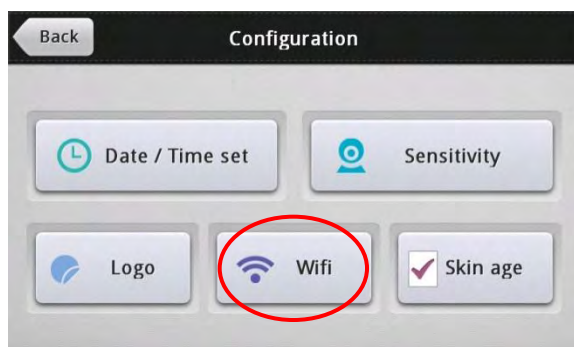 Back
Configuration
Date / Time set
Sensitivity
Logo
Wifi
Skin age